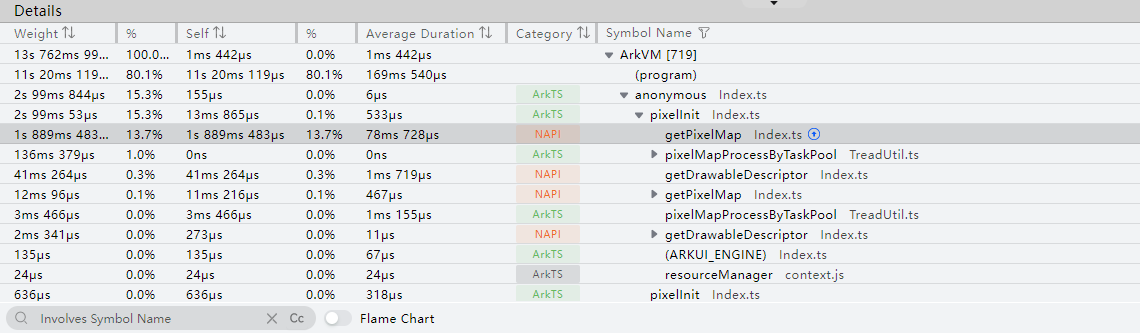 Details
Weight % Self % Average Duration Category Symbol Name
13s 762ms 99... 100.0... 1ms 442μs 0.0% 1ms 442μs ArkVM [719]
11s 20ms 119... 80.1% 11s 20ms 119μs 80.1% 169ms 540μs (program)
2s 99ms 844μs 15.3% 155μs 0.0% 6μs ArkTS anonymous Index.ts
2s 99ms 53μs 15.3% 13ms 865μs 0.1% 533μs ArkTS pixelInit Index.ts
1s 889ms 483... 13.7% 1s 889ms 483μs 13.7% 78ms 728μs NAPI getPixelMap Index.ts
136ms 379μs 1.0% 0ns 0.0% 0ns ArkTS pixelMapProcessByTaskPool TreadUtil.ts
41ms 264μs 0.3% 41ms 264μs 0.3% 1ms 719μs NAPI getDrawableDescriptor Index.ts
12ms 96μs 0.1% 11ms 216μs 0.1% 467μs NAPI getPixelMap Index.ts
3ms 466μs 0.0% 3ms 466μs 0.0% 1ms 155μs ArkTS pixelMapProcessByTaskPool TreadUtil.ts
2ms 341μs 0.0% 273μs 0.0% 11μs NAPI getDrawableDescriptor Index.ts
135μs 0.0% 135μs 0.0% 67μs ArkTS (ARKUI_ENGINE) Index.ts
24μs 0.0% 24μs 0.0% 24μs ArkTS resourceManager context.js
636μs 0.0% 636μs 0.0% 318μs ArkTS pixelInit Index.ts
Involves Symbol Name Cc Flame Chart